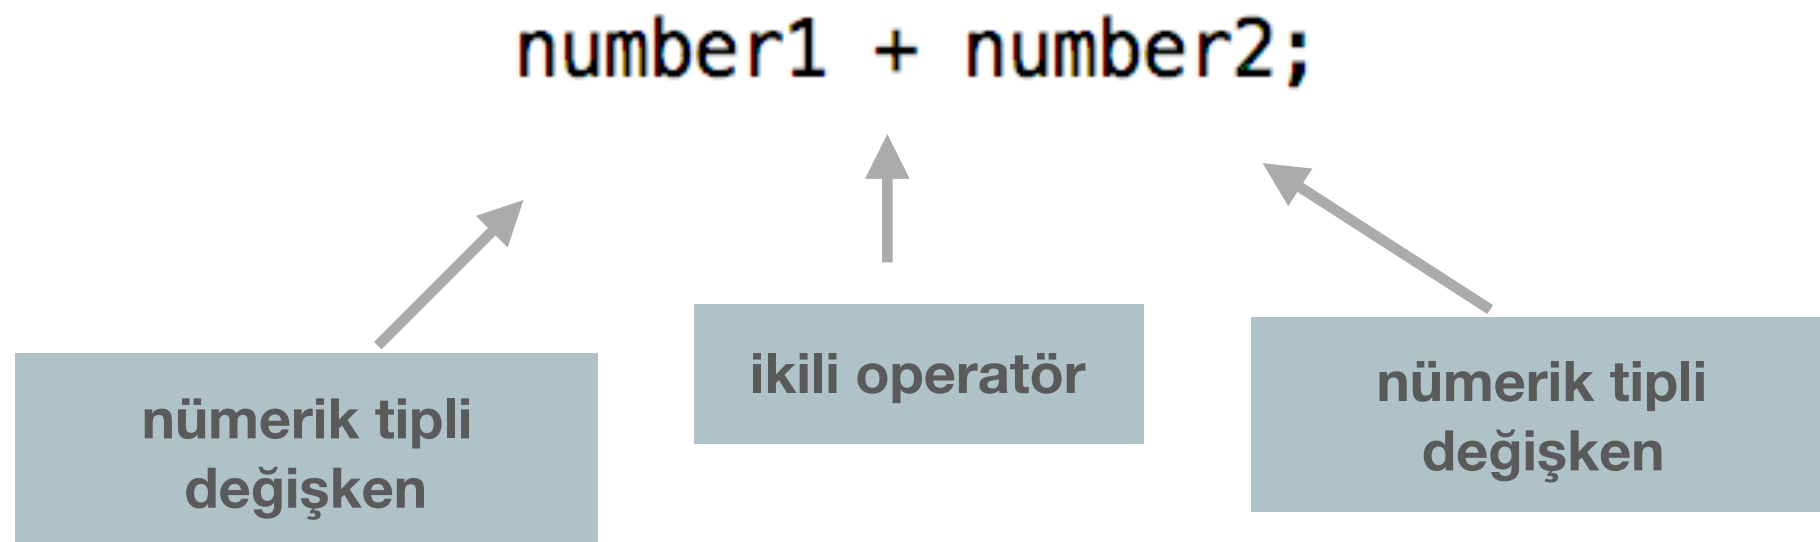 number1 + number2;
nümerik tipli
değişken
ikili operatör
nümerik tipli
değişken